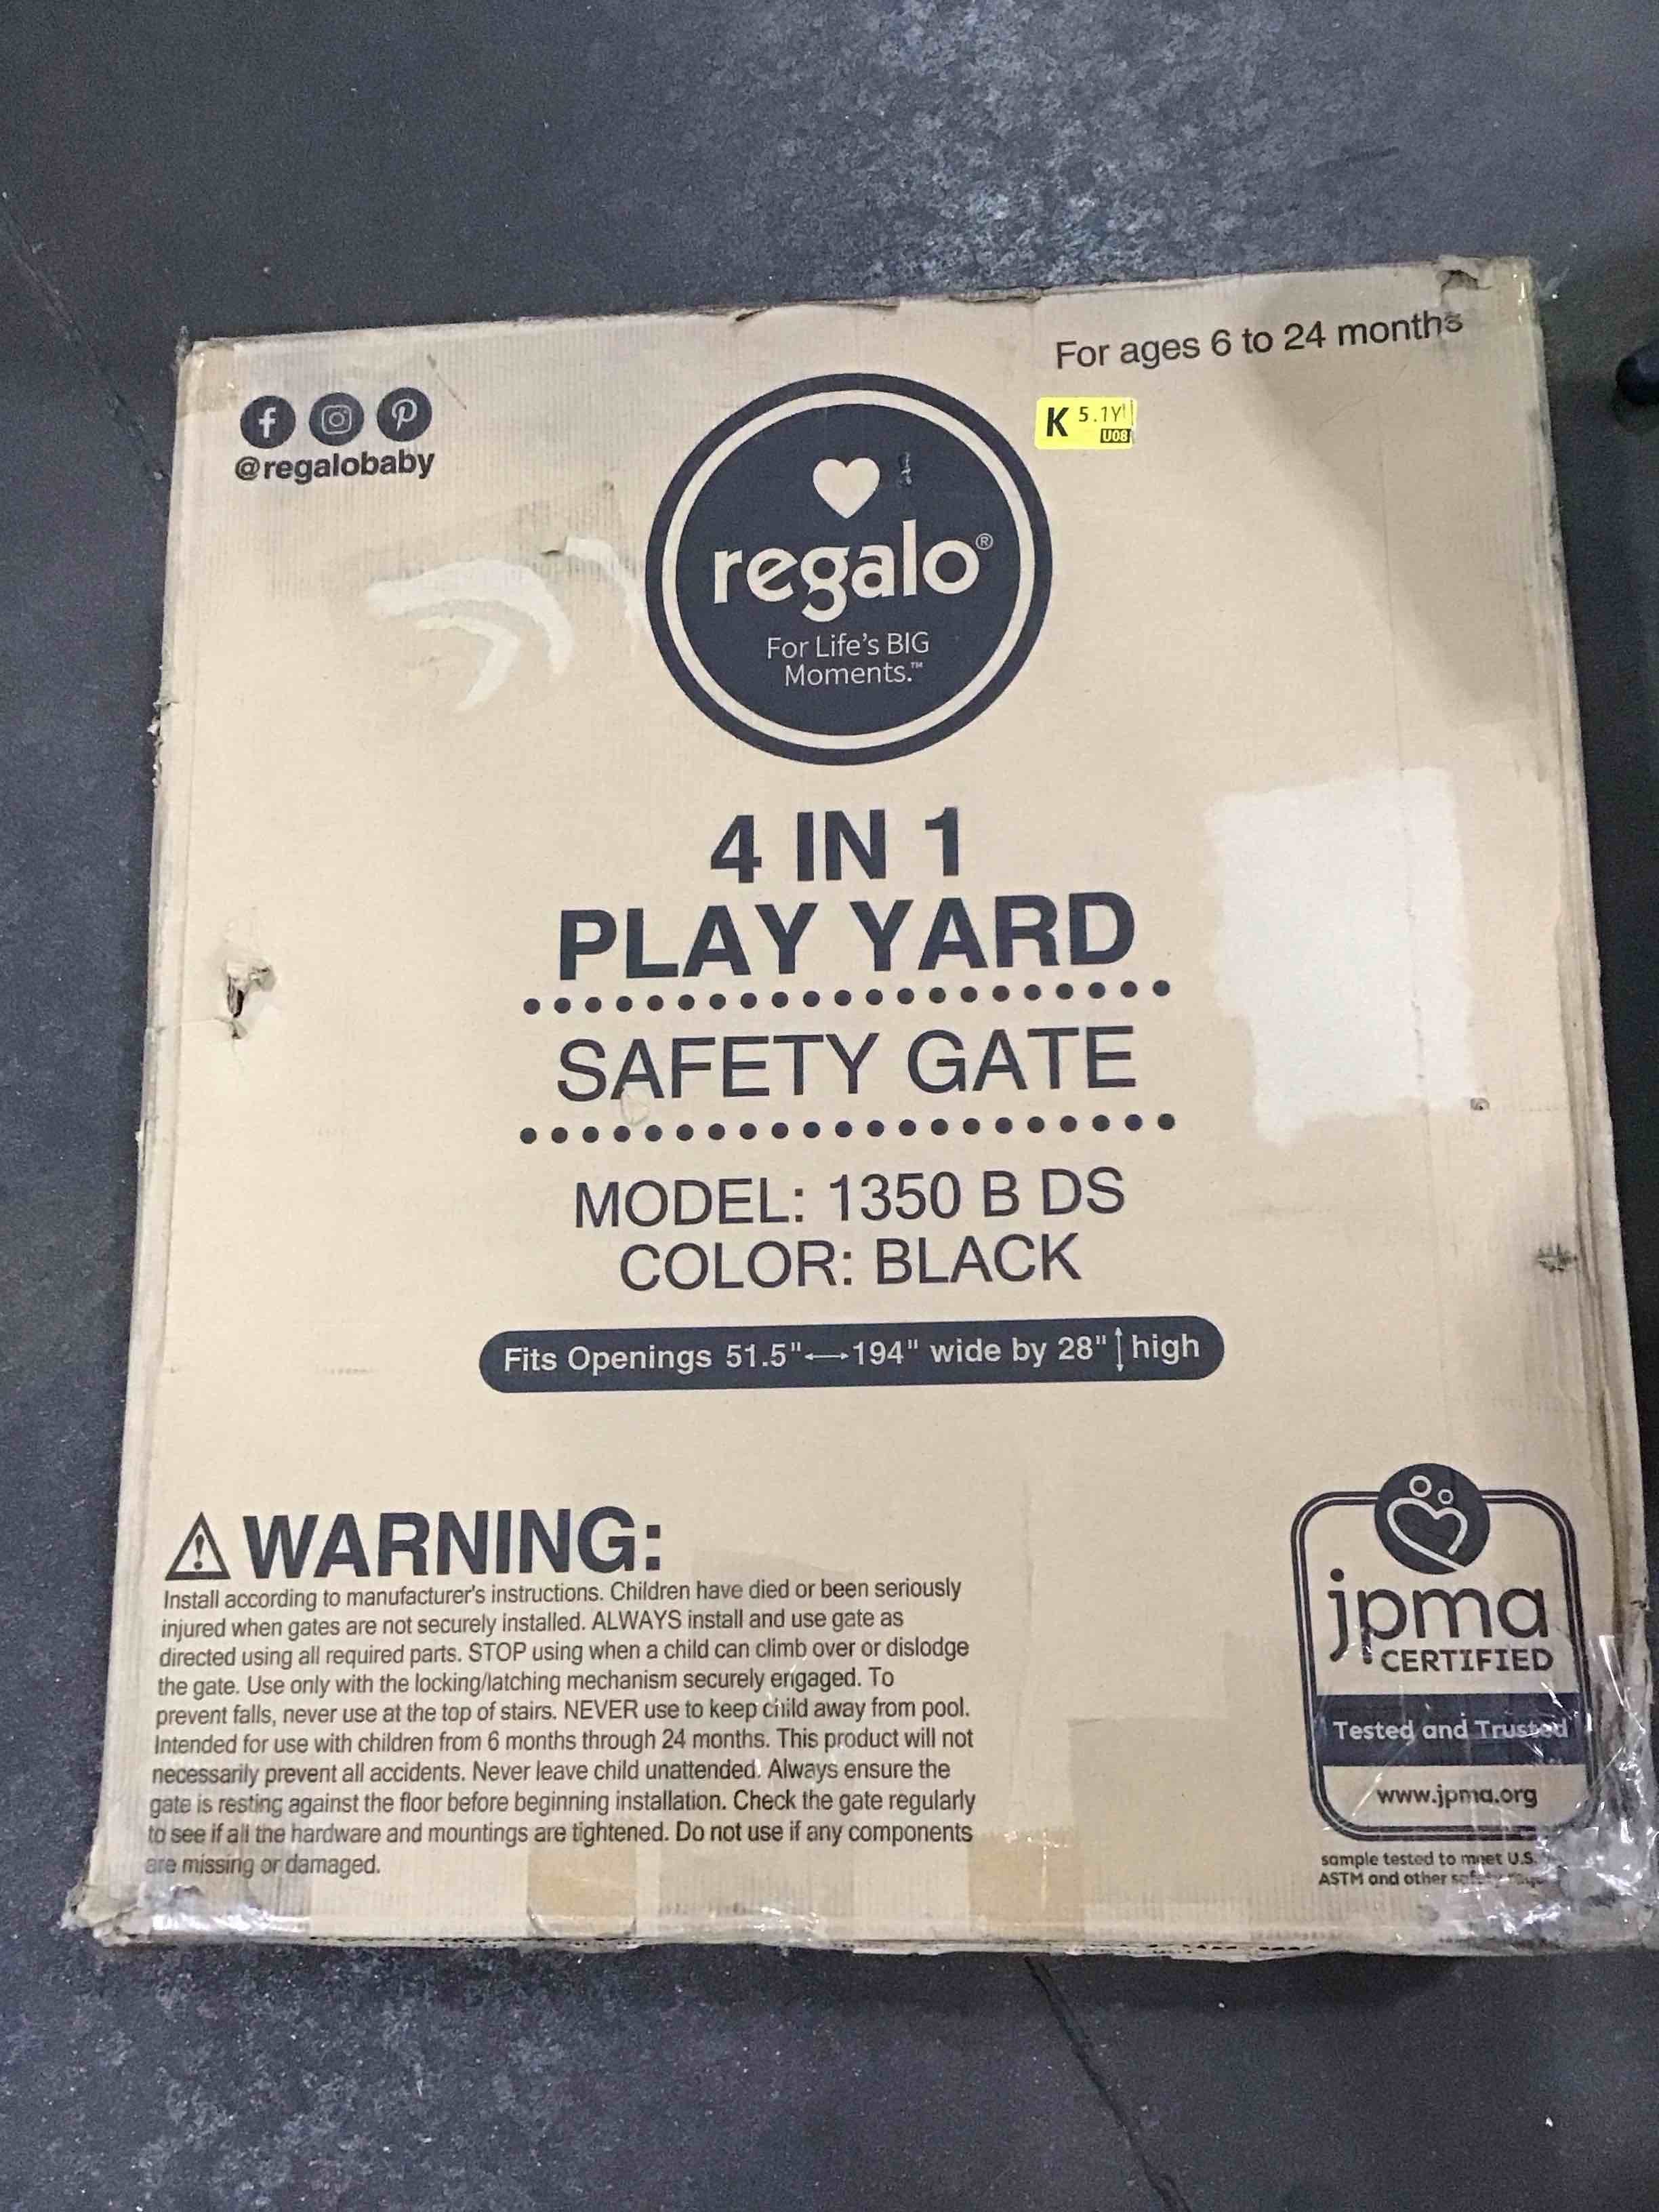 For ages 6 to 24 months
@regalobaby
K 5.1Y
U08
regalo®
For Life's BIG
Moments.™
4 IN 1
PLAY YARD
SAFETY GATE
MODEL: 1350 B DS
COLOR: BLACK
Fits Openings 51.5"⟷194" wide by 28"↕high
⚠ WARNING:
Install according to manufacturer's instructions. Children have died or been seriously
injured when gates are not securely installed. ALWAYS install and use gate as
directed using all required parts. STOP using when a child can climb over or dislodge
the gate. Use only with the locking/latching mechanism securely engaged. To
prevent falls, never use at the top of stairs. NEVER use to keep child away from pool.
Intended for use with children from 6 months through 24 months. This product will not
necessarily prevent all accidents. Never leave child unattended. Always ensure the
gate is resting against the floor before beginning installation. Check the gate regularly
to see if all the hardware and mountings are tightened. Do not use if any components
are missing or damaged.
jpma
CERTIFIED
Tested and Trusted
www.jpma.org
sample tested to meet U.S.
ASTM and other